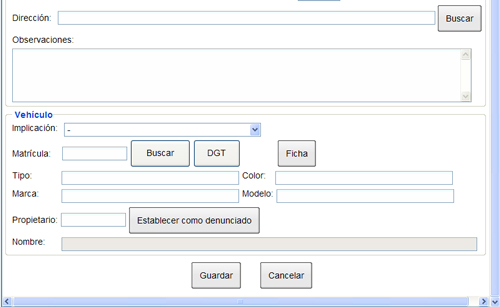 Dirección: Buscar
Observaciones:
Vehículo
Implicación: -
Matrícula: Buscar DGT Ficha
Tipo: Color:
Marca: Modelo:
Propietario: Establecer como denunciado
Nombre:
Guardar Cancelar